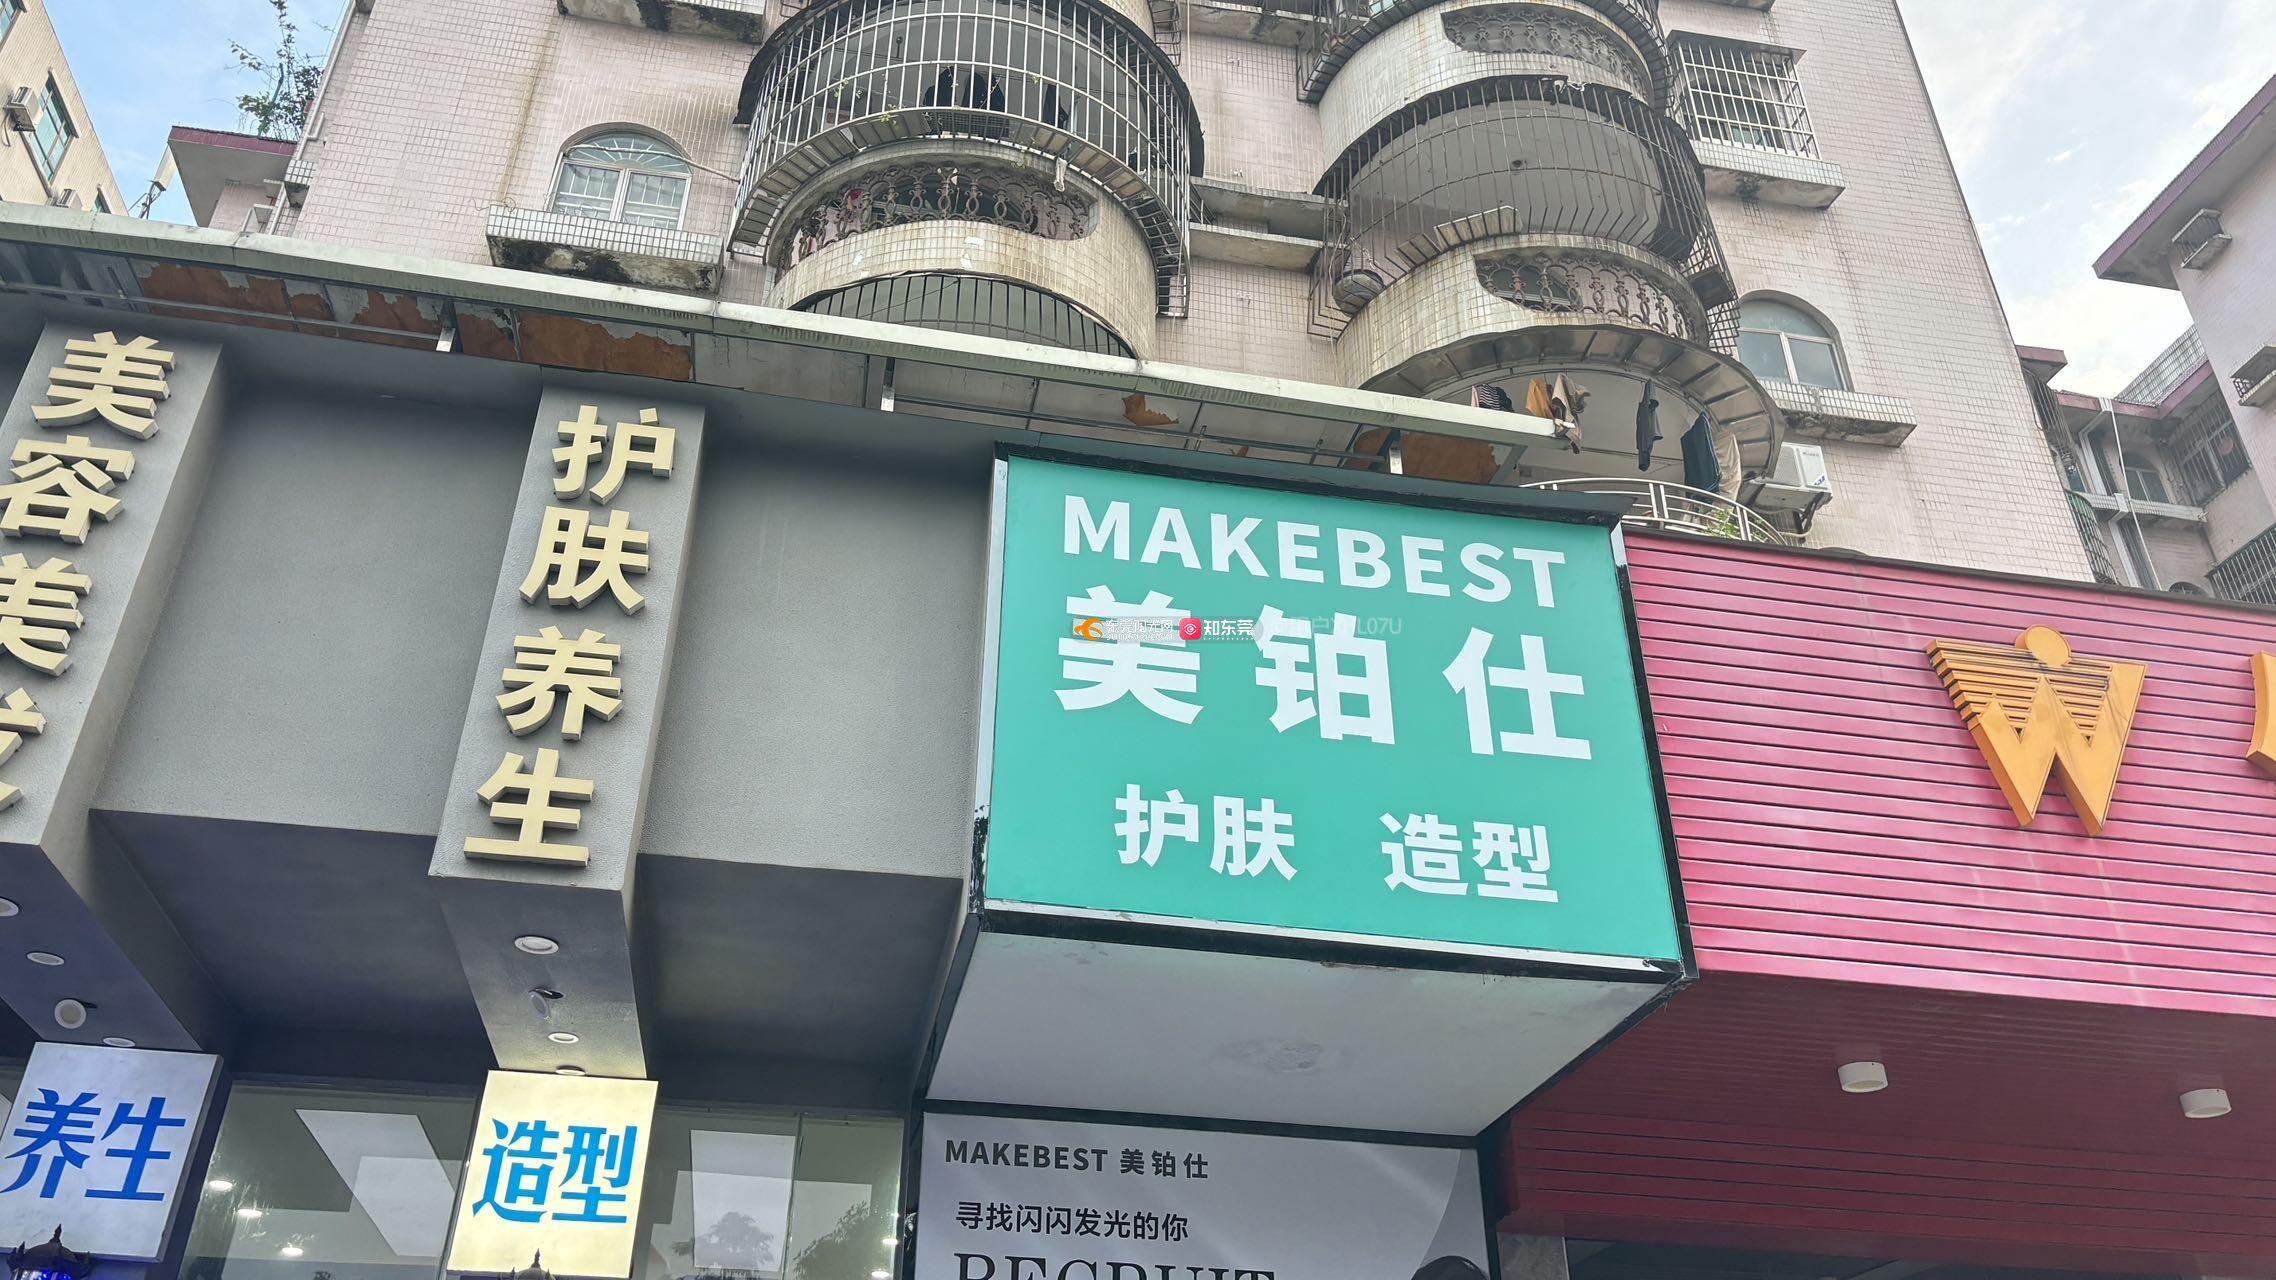 美容美发
护肤养生
MAKEBEST
美铂仕
东莞阳光网
知东莞
护肤 造型
W
养生
造型
MAKEBEST 美铂仕
寻找闪闪发光的你
RECRUIT